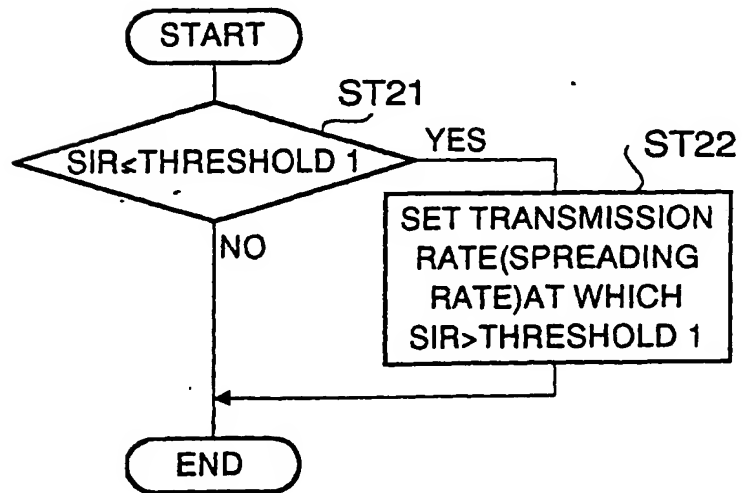 START
ST21
SIR≤THRESHOLD 1
YES
ST22
SET TRANSMISSION
RATE(SPREADING
RATE)AT WHICH
SIR>THRESHOLD 1
NO
END